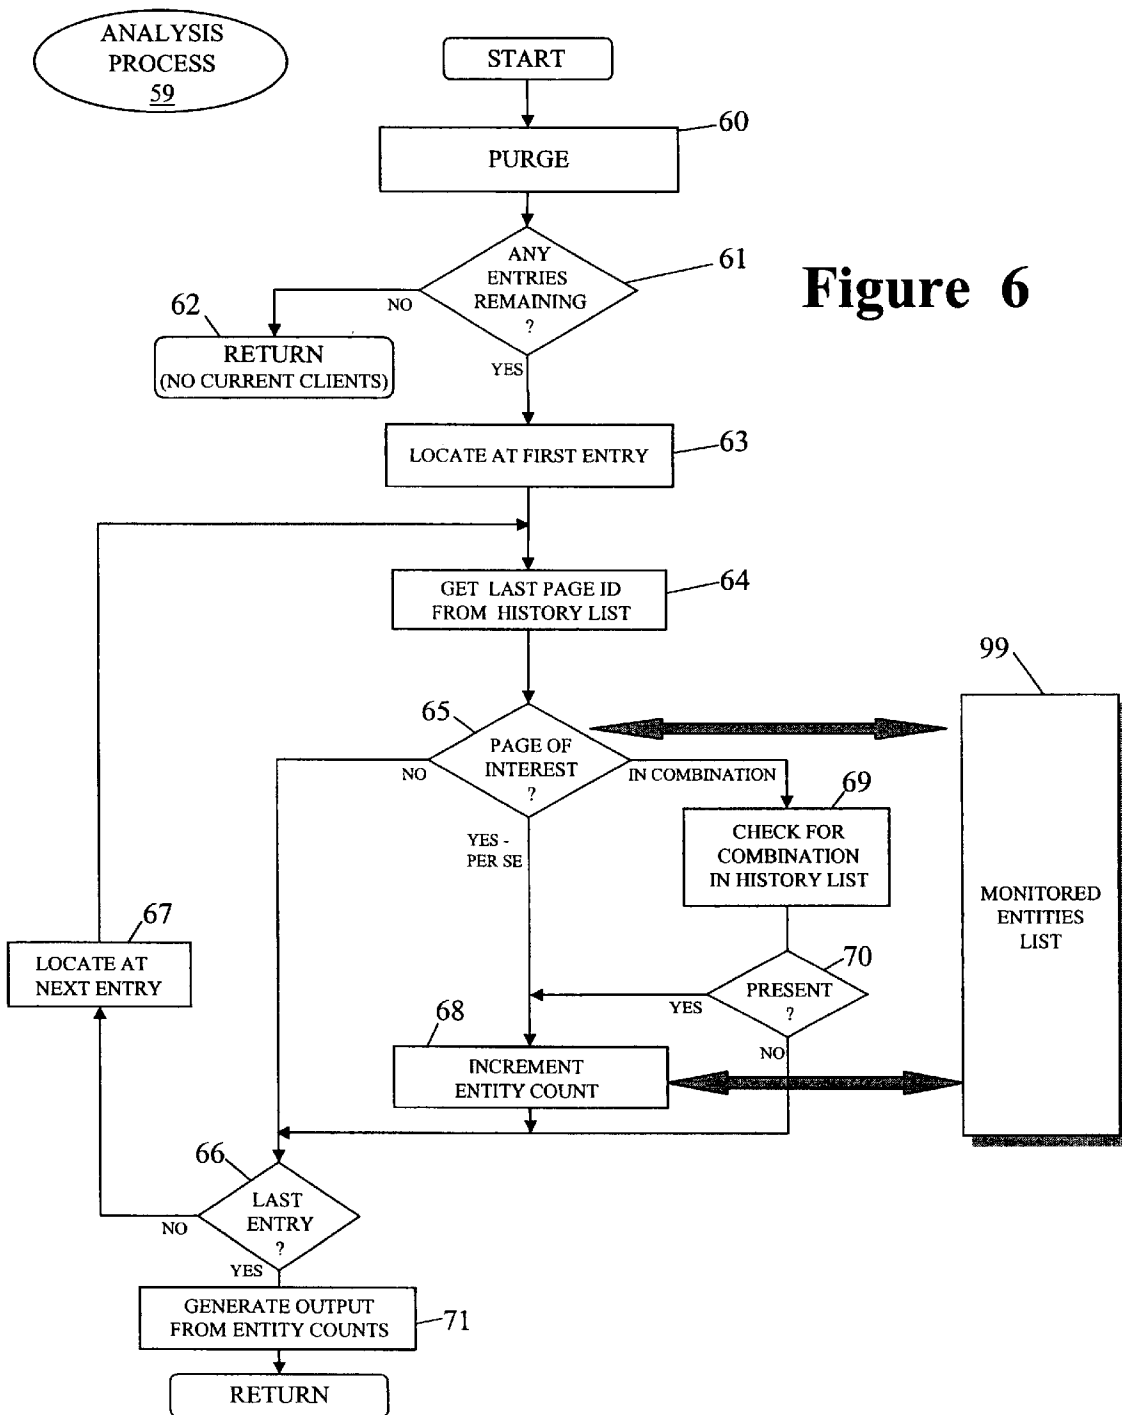 ANALYSIS
PROCESS
59
START
60
PURGE
ANY
ENTRIES
REMAINING
?
61
Figure 6
NO
62
RETURN
(NO CURRENT CLIENTS)
YES
LOCATE AT FIRST ENTRY
63
GET LAST PAGE ID
FROM HISTORY LIST
64
99
65
PAGE OF
INTEREST
?
NO
IN COMBINATION
69
YES -
PER SE
CHECK FOR
COMBINATION
IN HISTORY LIST
MONITORED
ENTITIES
LIST
67
LOCATE AT
NEXT ENTRY
70
PRESENT
?
YES
NO
68
INCREMENT
ENTITY COUNT
66
LAST
ENTRY
?
NO
YES
GENERATE OUTPUT
FROM ENTITY COUNTS
71
RETURN